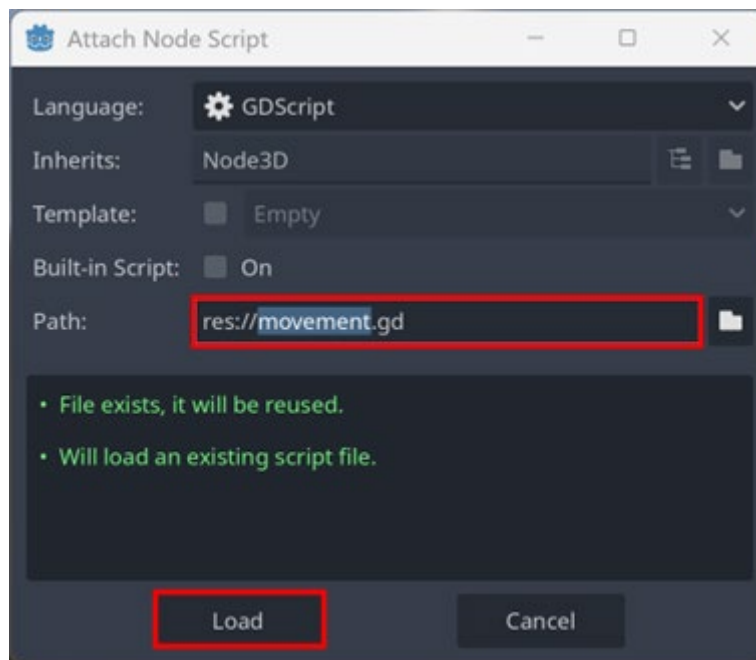 Attach Node Script
Language: GDScript
Inherits: Node3D
Template: Empty
Built-in Script: On
Path: res://movement.gd
• File exists, it will be reused.
• Will load an existing script file.
Load Cancel